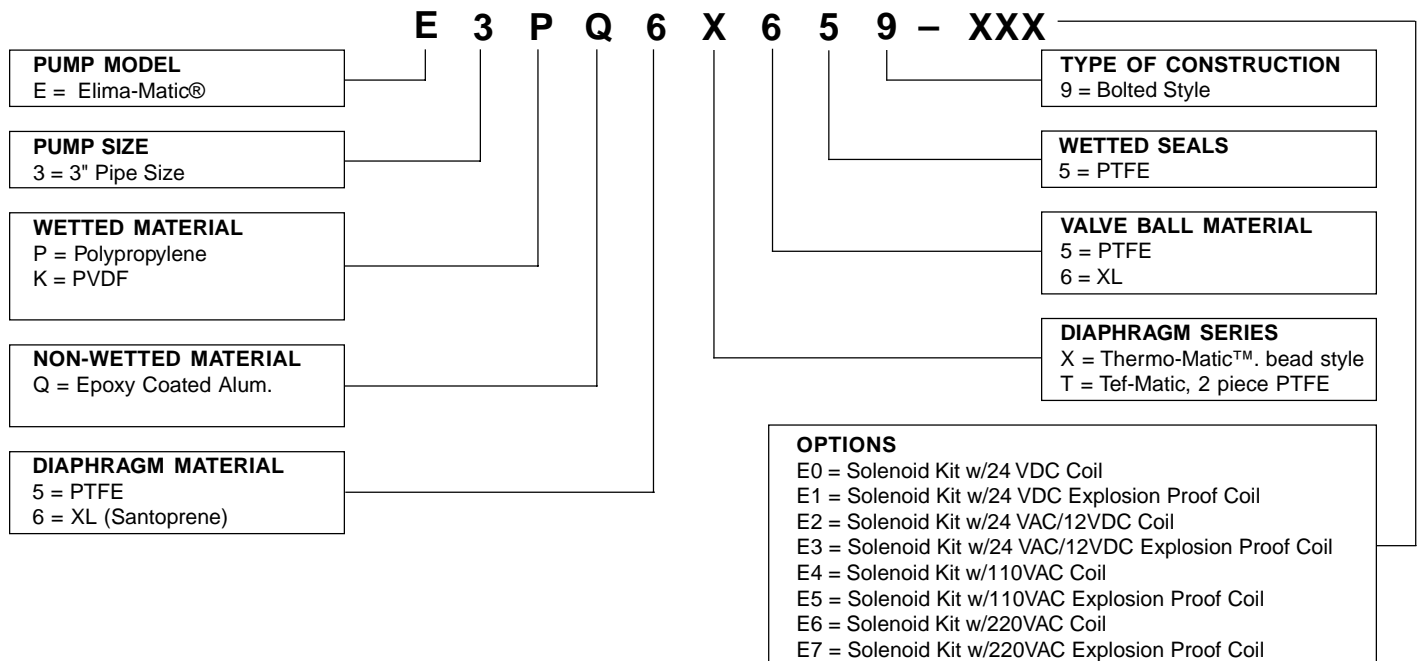 E 3 P Q 6 X 6 5 9 – XXX
PUMP MODEL
E = Elima-Matic®
PUMP SIZE
3 = 3" Pipe Size
WETTED MATERIAL
P = Polypropylene
K = PVDF
NON-WETTED MATERIAL
Q = Epoxy Coated Alum.
DIAPHRAGM MATERIAL
5 = PTFE
6 = XL (Santoprene)
TYPE OF CONSTRUCTION
9 = Bolted Style
WETTED SEALS
5 = PTFE
VALVE BALL MATERIAL
5 = PTFE
6 = XL
DIAPHRAGM SERIES
X = Thermo-Matic™. bead style
T = Tef-Matic, 2 piece PTFE
OPTIONS
E0 = Solenoid Kit w/24 VDC Coil
E1 = Solenoid Kit w/24 VDC Explosion Proof Coil
E2 = Solenoid Kit w/24 VAC/12VDC Coil
E3 = Solenoid Kit w/24 VAC/12VDC Explosion Proof Coil
E4 = Solenoid Kit w/110VAC Coil
E5 = Solenoid Kit w/110VAC Explosion Proof Coil
E6 = Solenoid Kit w/220VAC Coil
E7 = Solenoid Kit w/220VAC Explosion Proof Coil